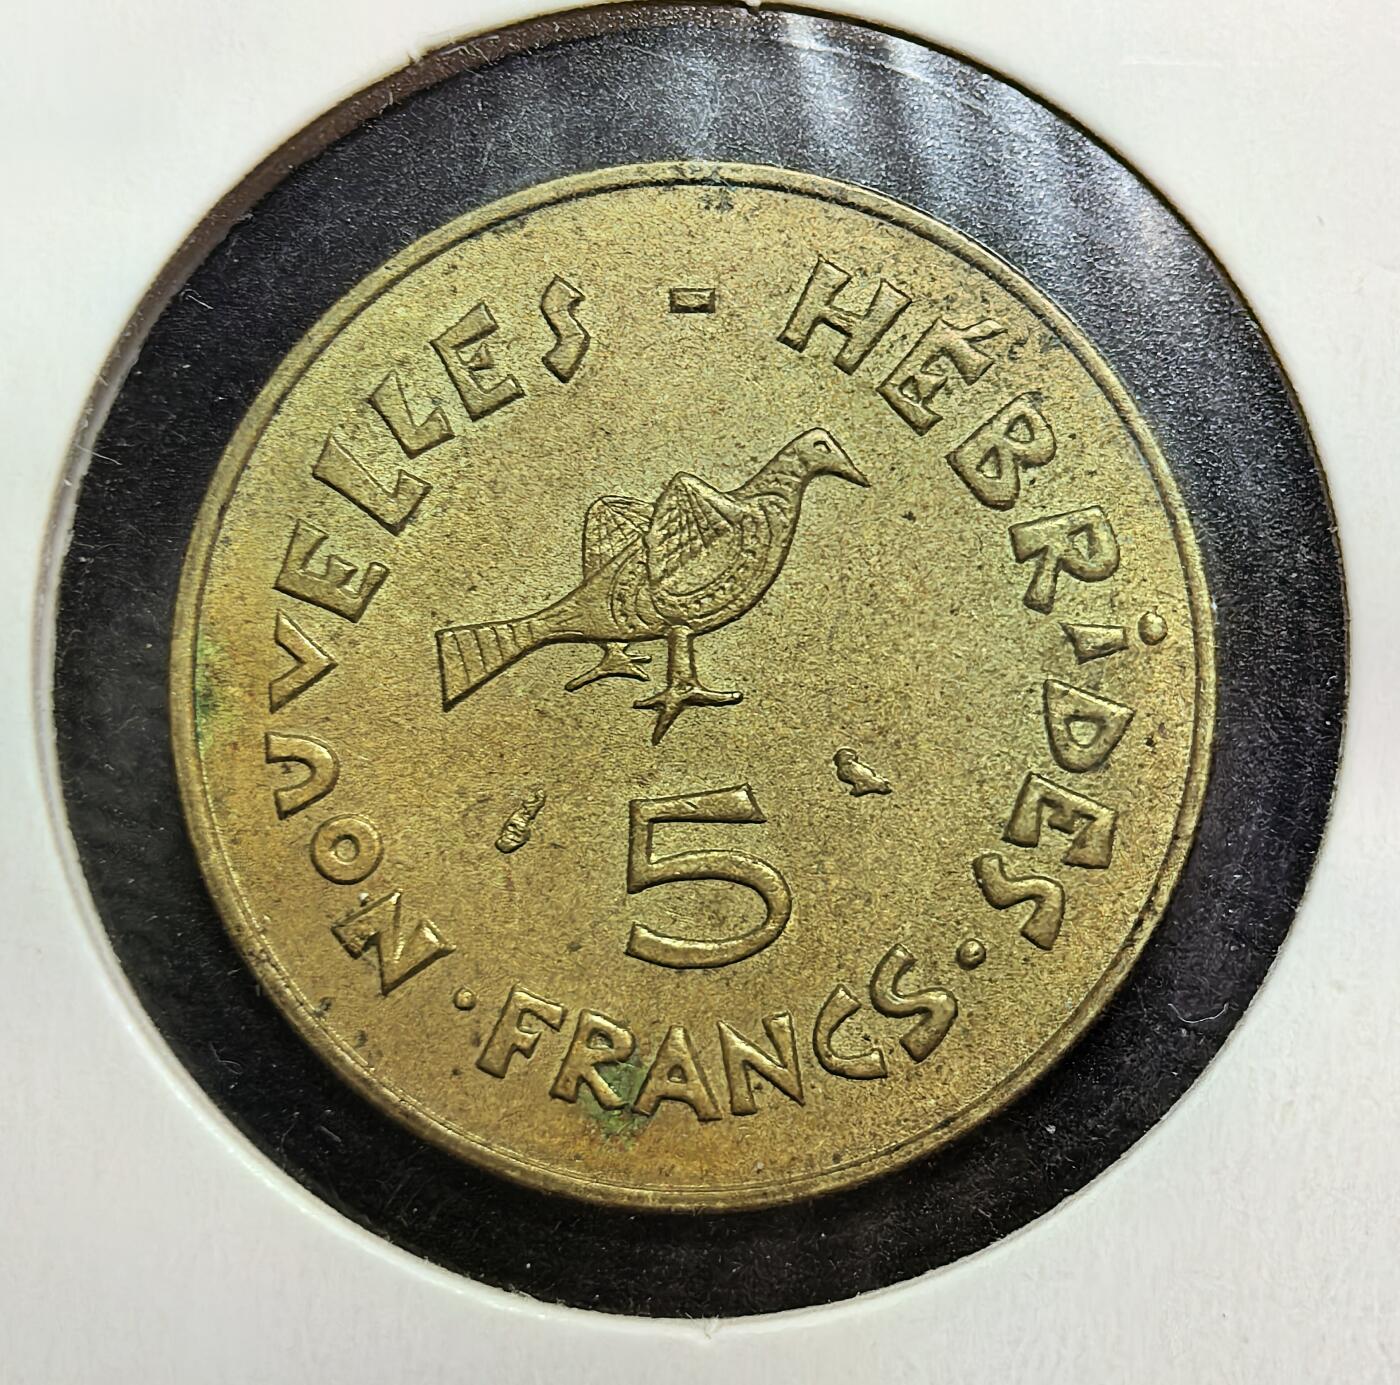 NOUVELLES - HÉBRiDES
5
· FRANCS ·